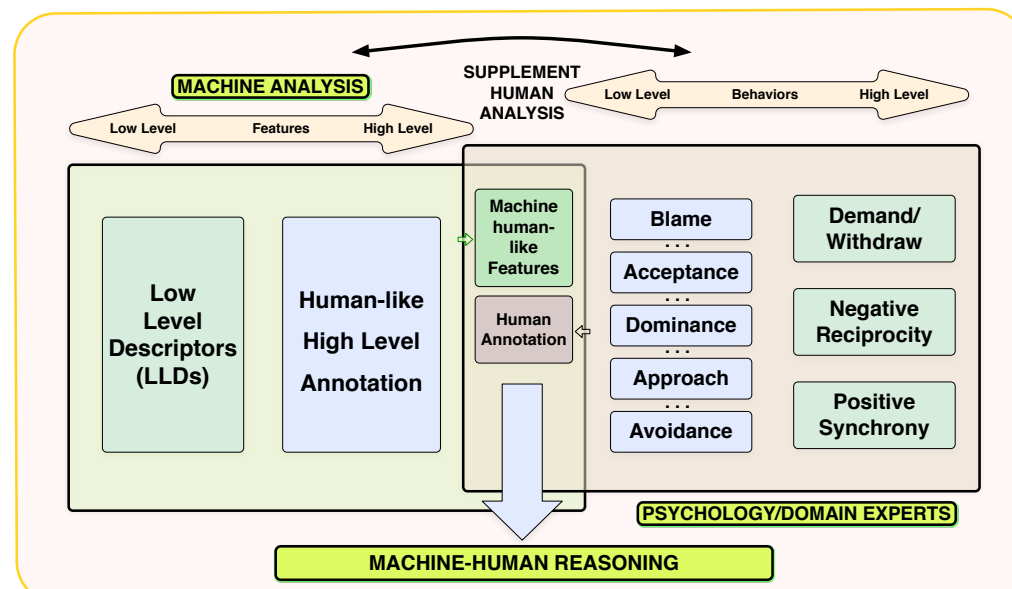 MACHINE ANALYSIS
SUPPLEMENT
HUMAN
ANALYSIS
Low Level Features High Level
Low Level Behaviors High Level
Low
Level
Descriptors
(LLDs)
Human-like
High Level
Annotation
Machine
human-
like
Features
Human
Annotation
Blame
...
Acceptance
...
Dominance
...
Approach
...
Avoidance
Demand/
Withdraw
Negative
Reciprocity
Positive
Synchrony
PSYCHOLOGY/DOMAIN EXPERTS
MACHINE-HUMAN REASONING